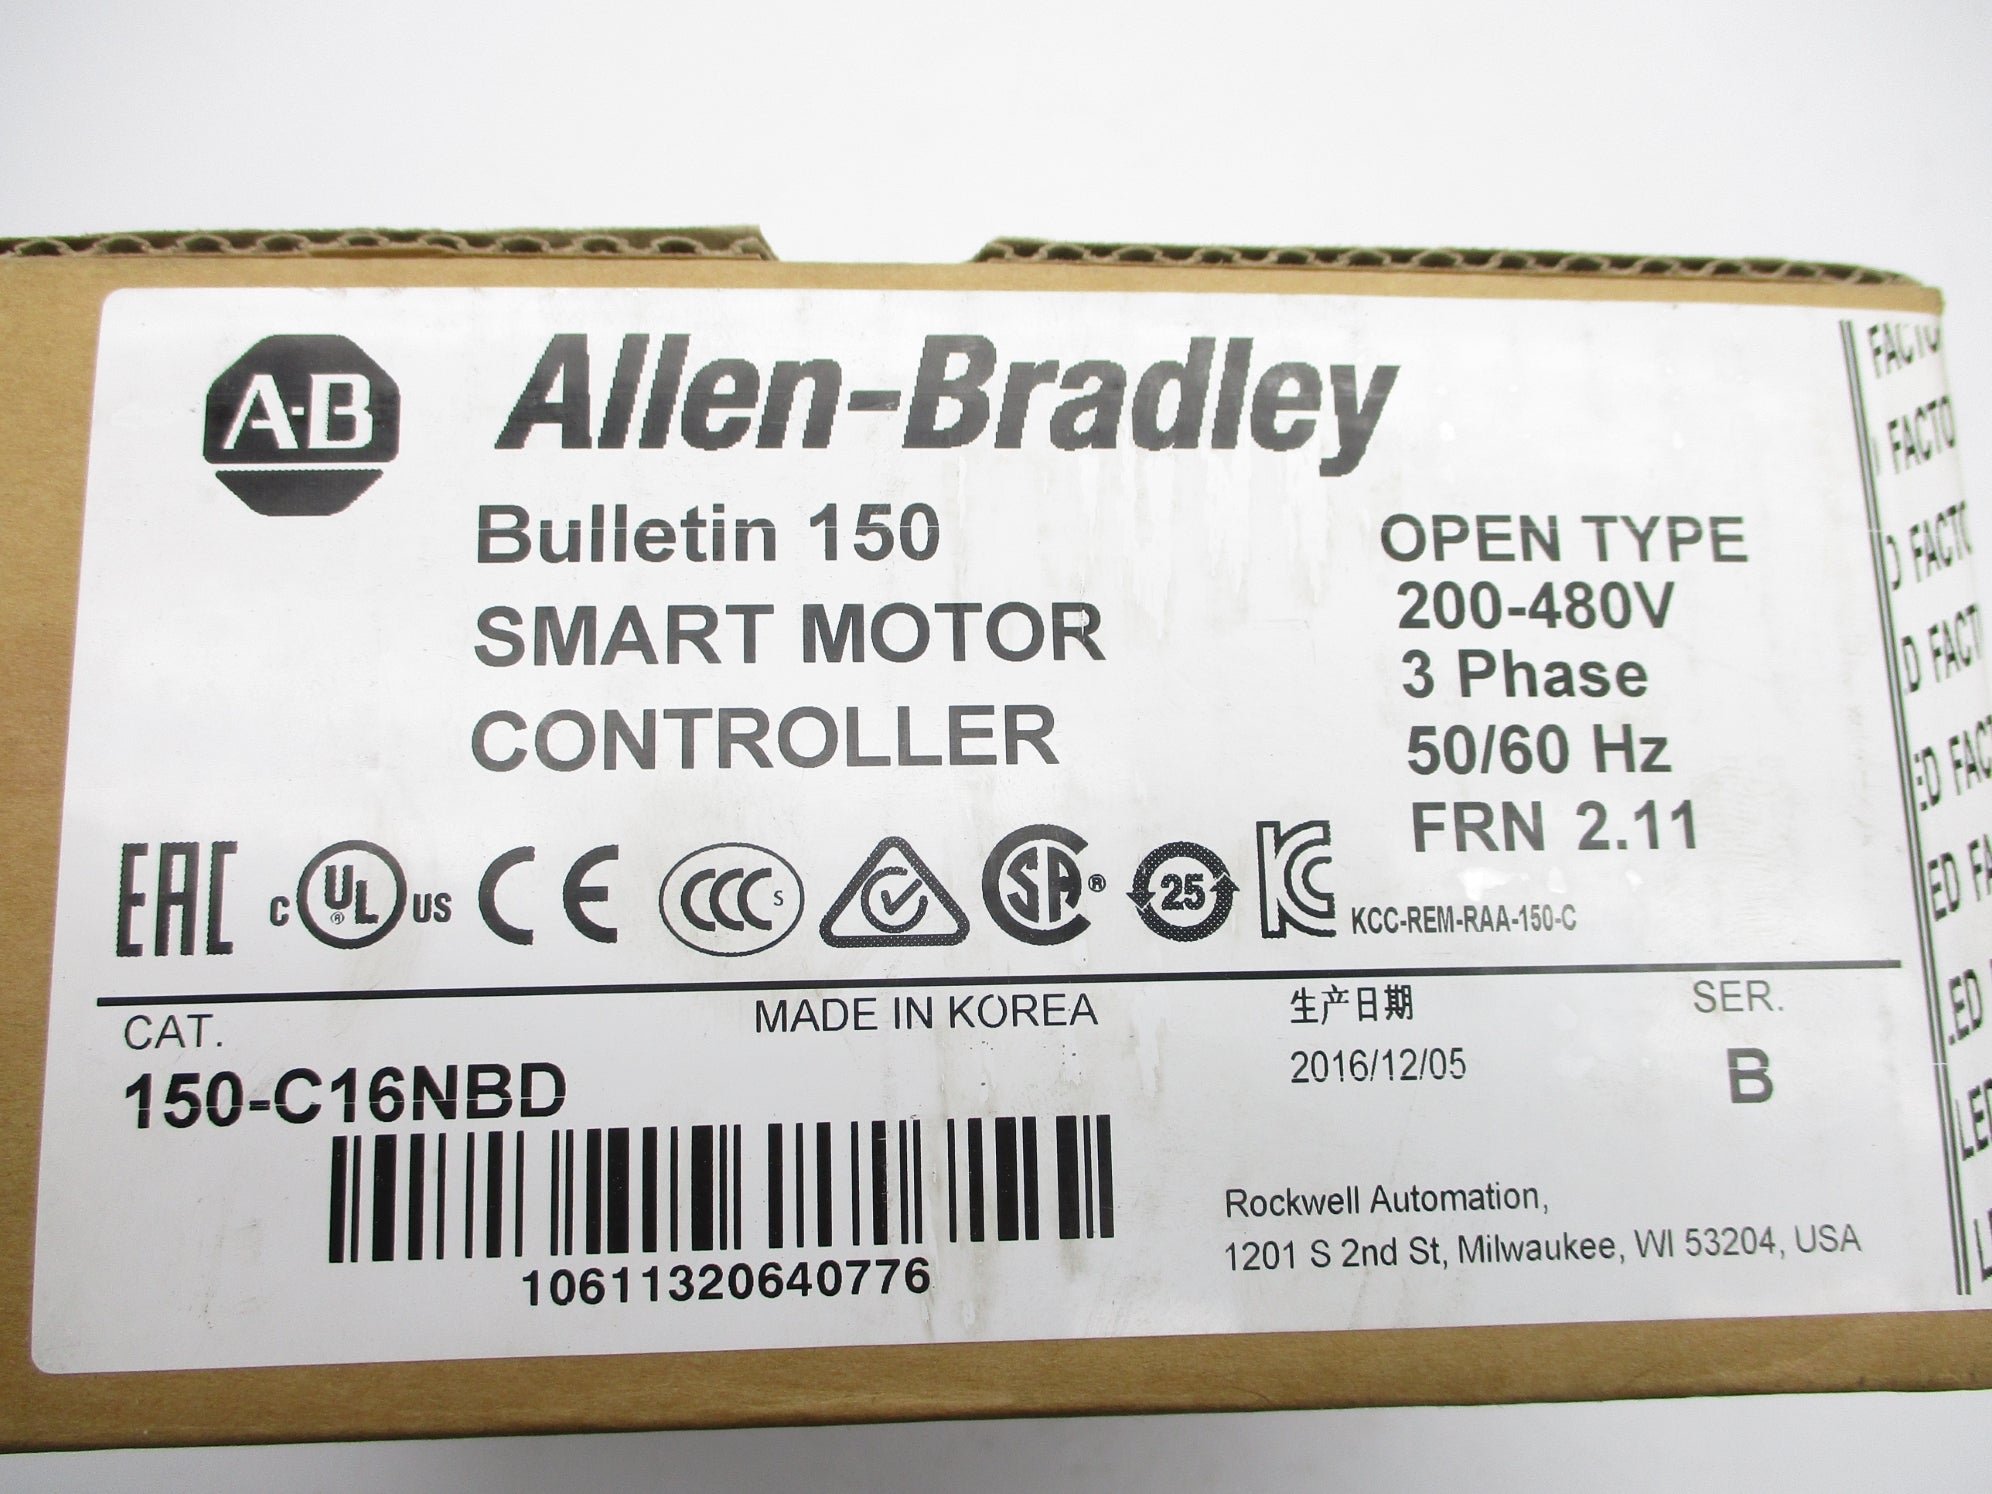 A-B Allen-Bradley
Bulletin 150
SMART MOTOR
CONTROLLER
OPEN TYPE
200-480V
3 Phase
50/60 Hz
FRN 2.11
EAC C UL ® US CE CCC S SA ® 25 KC KCC-REM-RAA-150-C
CAT.
150-C16NBD
MADE IN KOREA
生产日期
2016/12/05
SER.
B
10611320640776
Rockwell Automation,
1201 S 2nd St, Milwaukee, WI 53204, USA